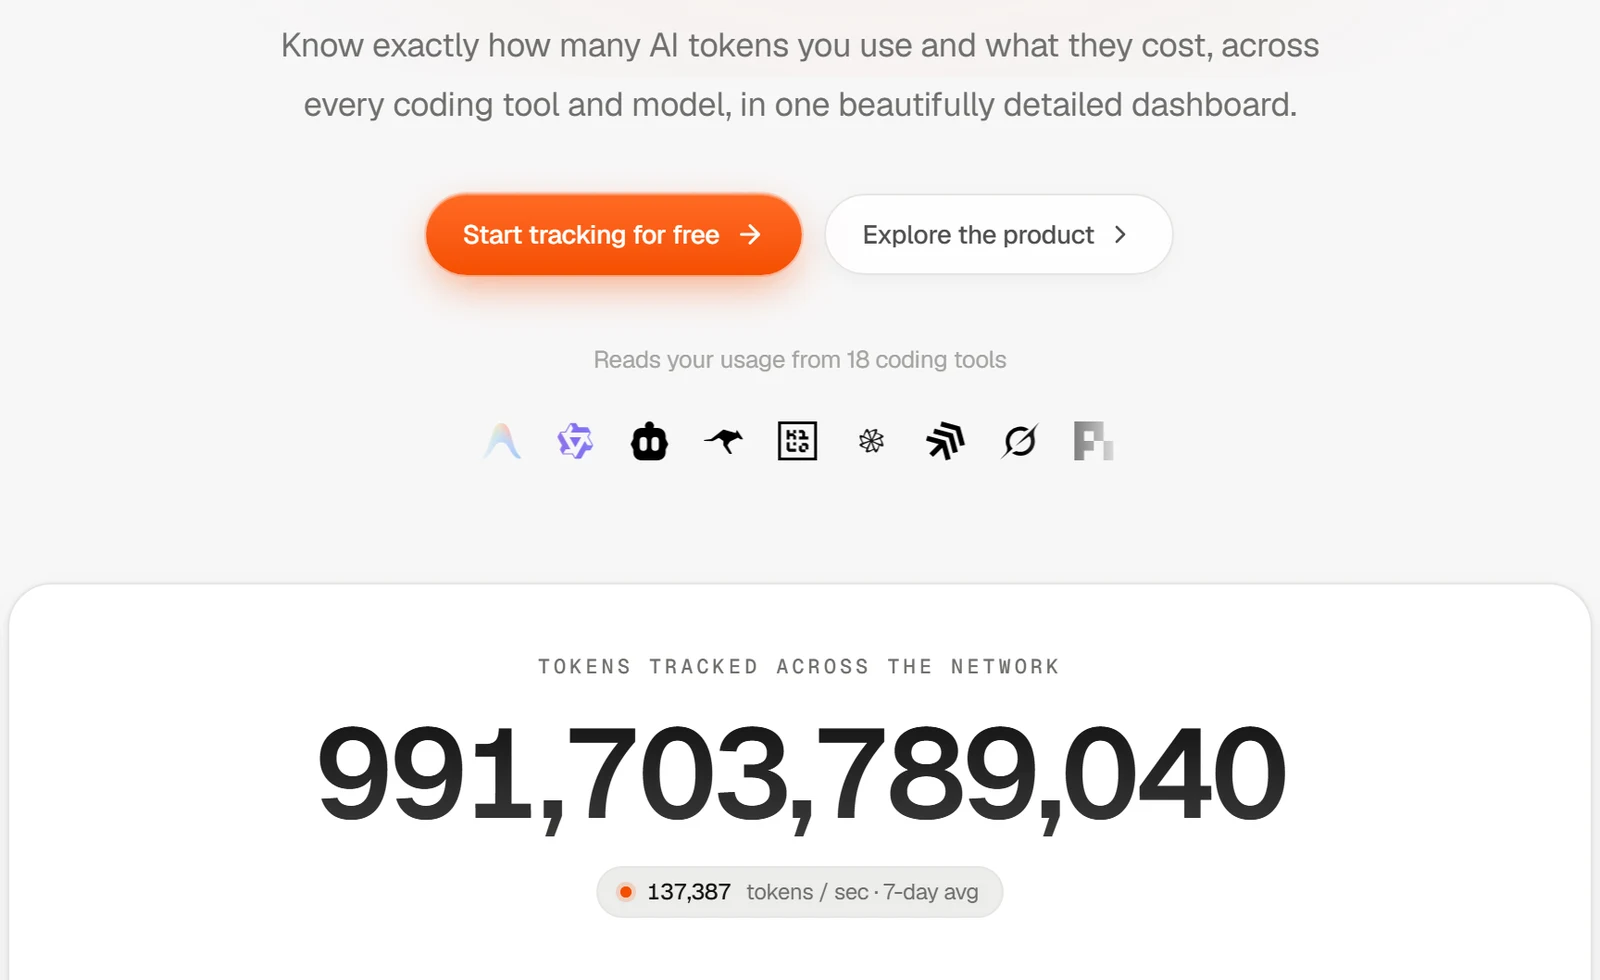 Know exactly how many AI tokens you use and what they cost, across
every coding tool and model, in one beautifully detailed dashboard.
Start tracking for free
Explore the product
Reads your usage from 18 coding tools
TOKENS TRACKED ACROSS THE NETWORK
991,703,789,040
137,387 tokens / sec · 7-day avg